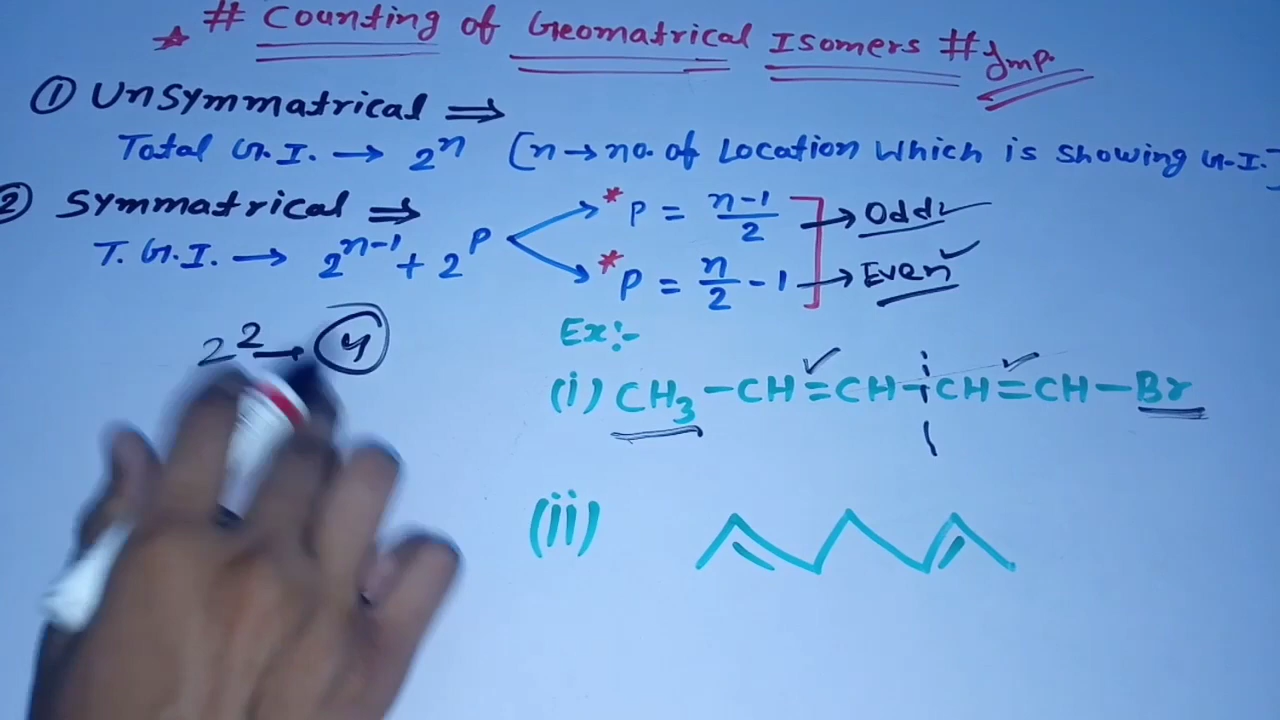 # Counting of Geomatrical Isomers # Imp.
① UnSymmatrical ⇒
Total G.I. → 2ⁿ (n → no. of Location Which is showing G.I.]
② Symmatrical ⇒
T. G.I. → 2ⁿ⁻¹ + 2ᴾ
* P = n-1/2 → Odd
* P = n/2 - 1 → Even
2² → 4
Ex:-
(i) CH₃-CH=CH-CH=CH-Br
(ii)